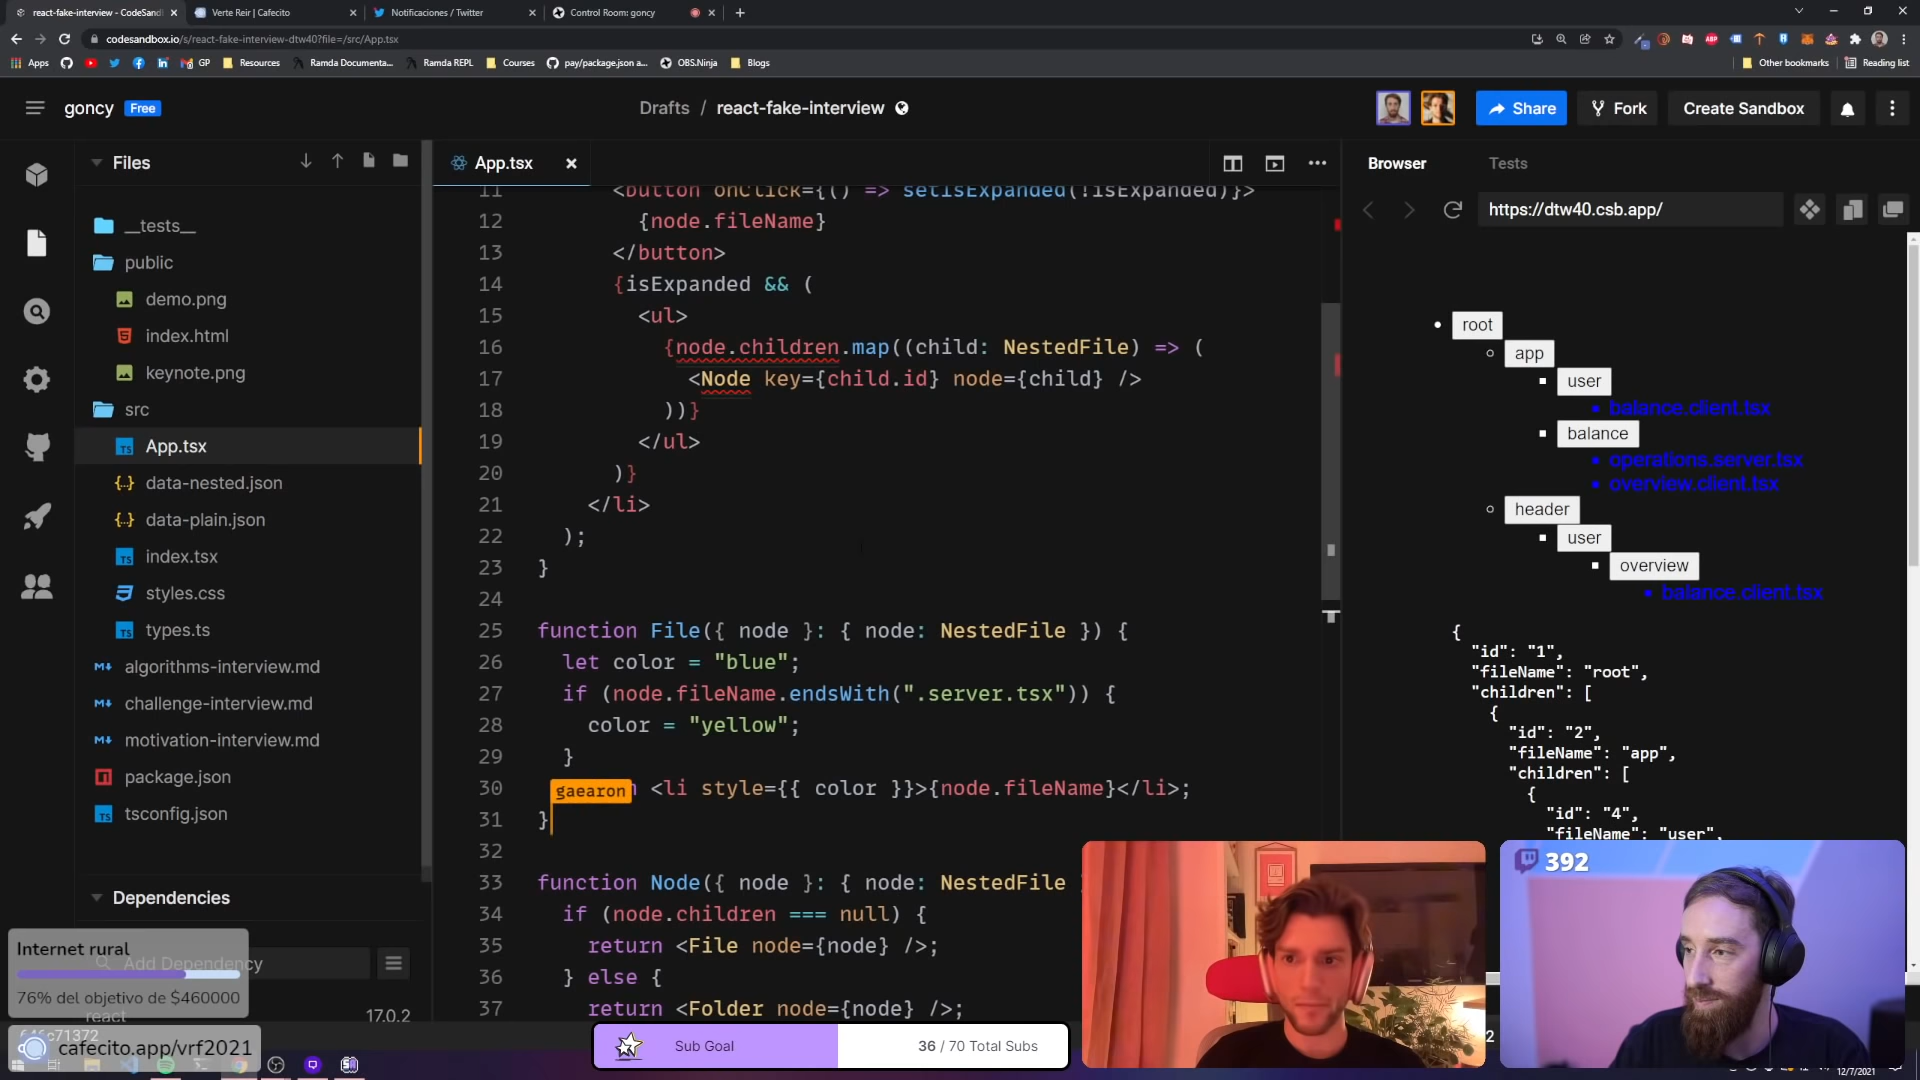 react-fake-interview - CodeSandl
Verte Reir | Cafecito
Notificaciones / Twitter
Control Room: goncy
codesandbox.io/s/react-fake-interview-dtw40?file=/src/App.tsx
Apps
GP
Resources
Ramda Documenta...
Ramda REPL
Courses
pay/package.json a...
OBS.Ninja
Blogs
Other bookmarks
Reading list
goncy
Free
Drafts / react-fake-interview
Share
Fork
Create Sandbox
Files
__tests__
public
demo.png
index.html
keynote.png
src
App.tsx
data-nested.json
data-plain.json
index.tsx
styles.css
types.ts
algorithms-interview.md
challenge-interview.md
motivation-interview.md
package.json
tsconfig.json
Dependencies
Add Dependency
react
17.0.2
App.tsx
11 <button onClick={() => setIsExpanded(!isExpanded)}>
12 {node.fileName}
13 </button>
14 {isExpanded && (
15 <ul>
16 {node.children.map((child: NestedFile) => (
17 <Node key={child.id} node={child} />
18 ))}
19 </ul>
20 )}
21 </li>
22 );
23 }
24
25 function File({ node }: { node: NestedFile }) {
26 let color = "blue";
27 if (node.fileName.endsWith(".server.tsx")) {
28 color = "yellow";
29 }
30 <li style={{ color }}>{node.fileName}</li>;
gaearon
31 }
32
33 function Node({ node }: { node: NestedFile
34 if (node.children === null) {
35 return <File node={node} />;
36 } else {
37 return <Folder node={node} />;
Browser
Tests
https://dtw40.csb.app/
root
app
user
balance.client.tsx
balance
operations.server.tsx
overview.client.tsx
header
user
overview
balance.client.tsx
{
"id": "1",
"fileName": "root",
"children": [
{
"id": "2",
"fileName": "app",
"children": [
{
"id": "4",
"fileName": "user",
392
Internet rural
76% del objetivo de $460000
cafecito.app/vrf2021
Sub Goal
36 / 70 Total Subs
12/7/2021